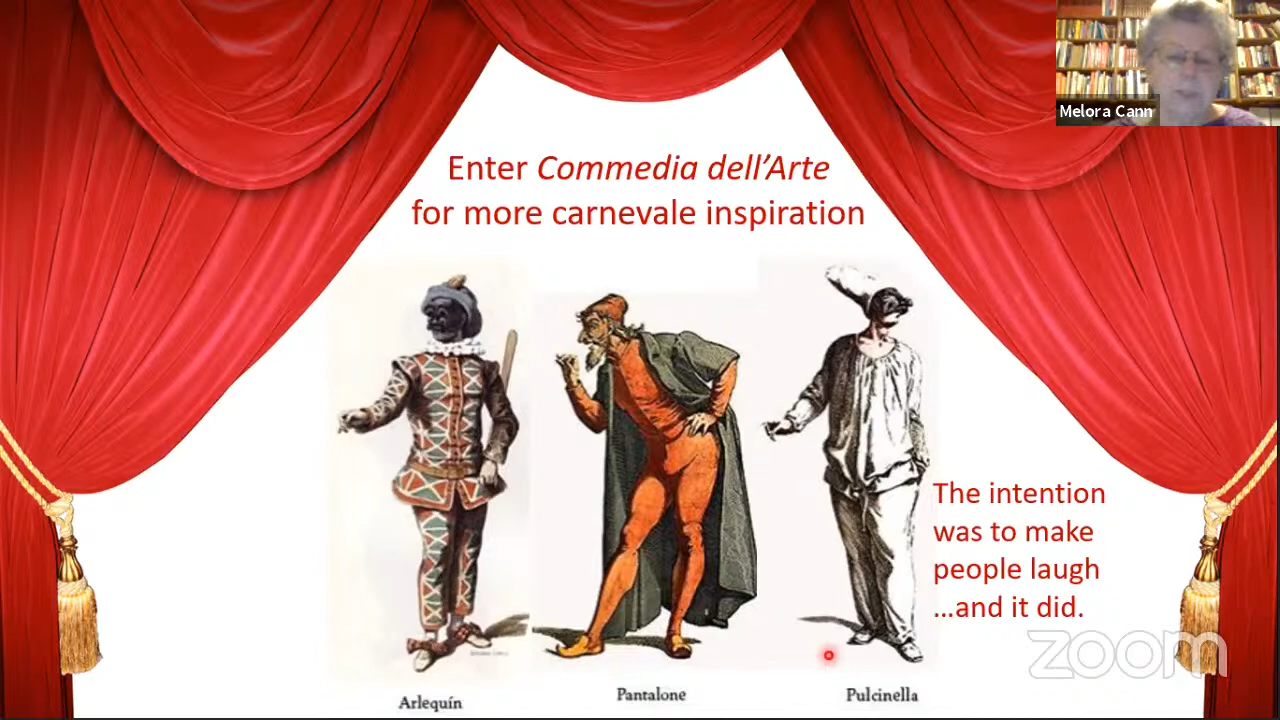 Melora Cann
Enter Commedia dell’Arte
for more carnevale inspiration
The intention
was to make
people laugh
...and it did.
zoom
Arlequín
Pantalone
Pulcinella